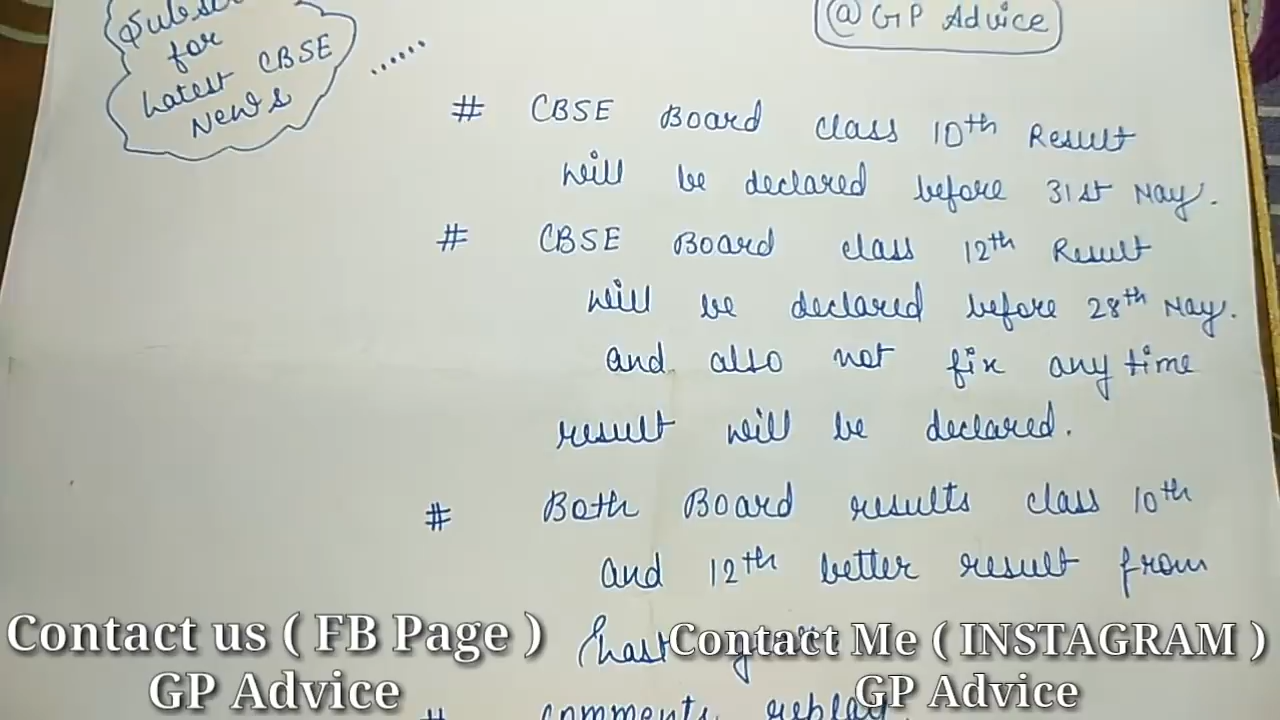 for
Latest CBSE
News
@ GP Advice
# CBSE Board class 10th Result
will be declared before 31st May.
# CBSE Board class 12th Result
will be declared before 28th May.
and also not fix any time
result will be declared.
# Both Board results class 10th
and 12th better result from
Last
# comments replay
Contact us ( FB Page )
GP Advice
Contact Me ( INSTAGRAM )
GP Advice